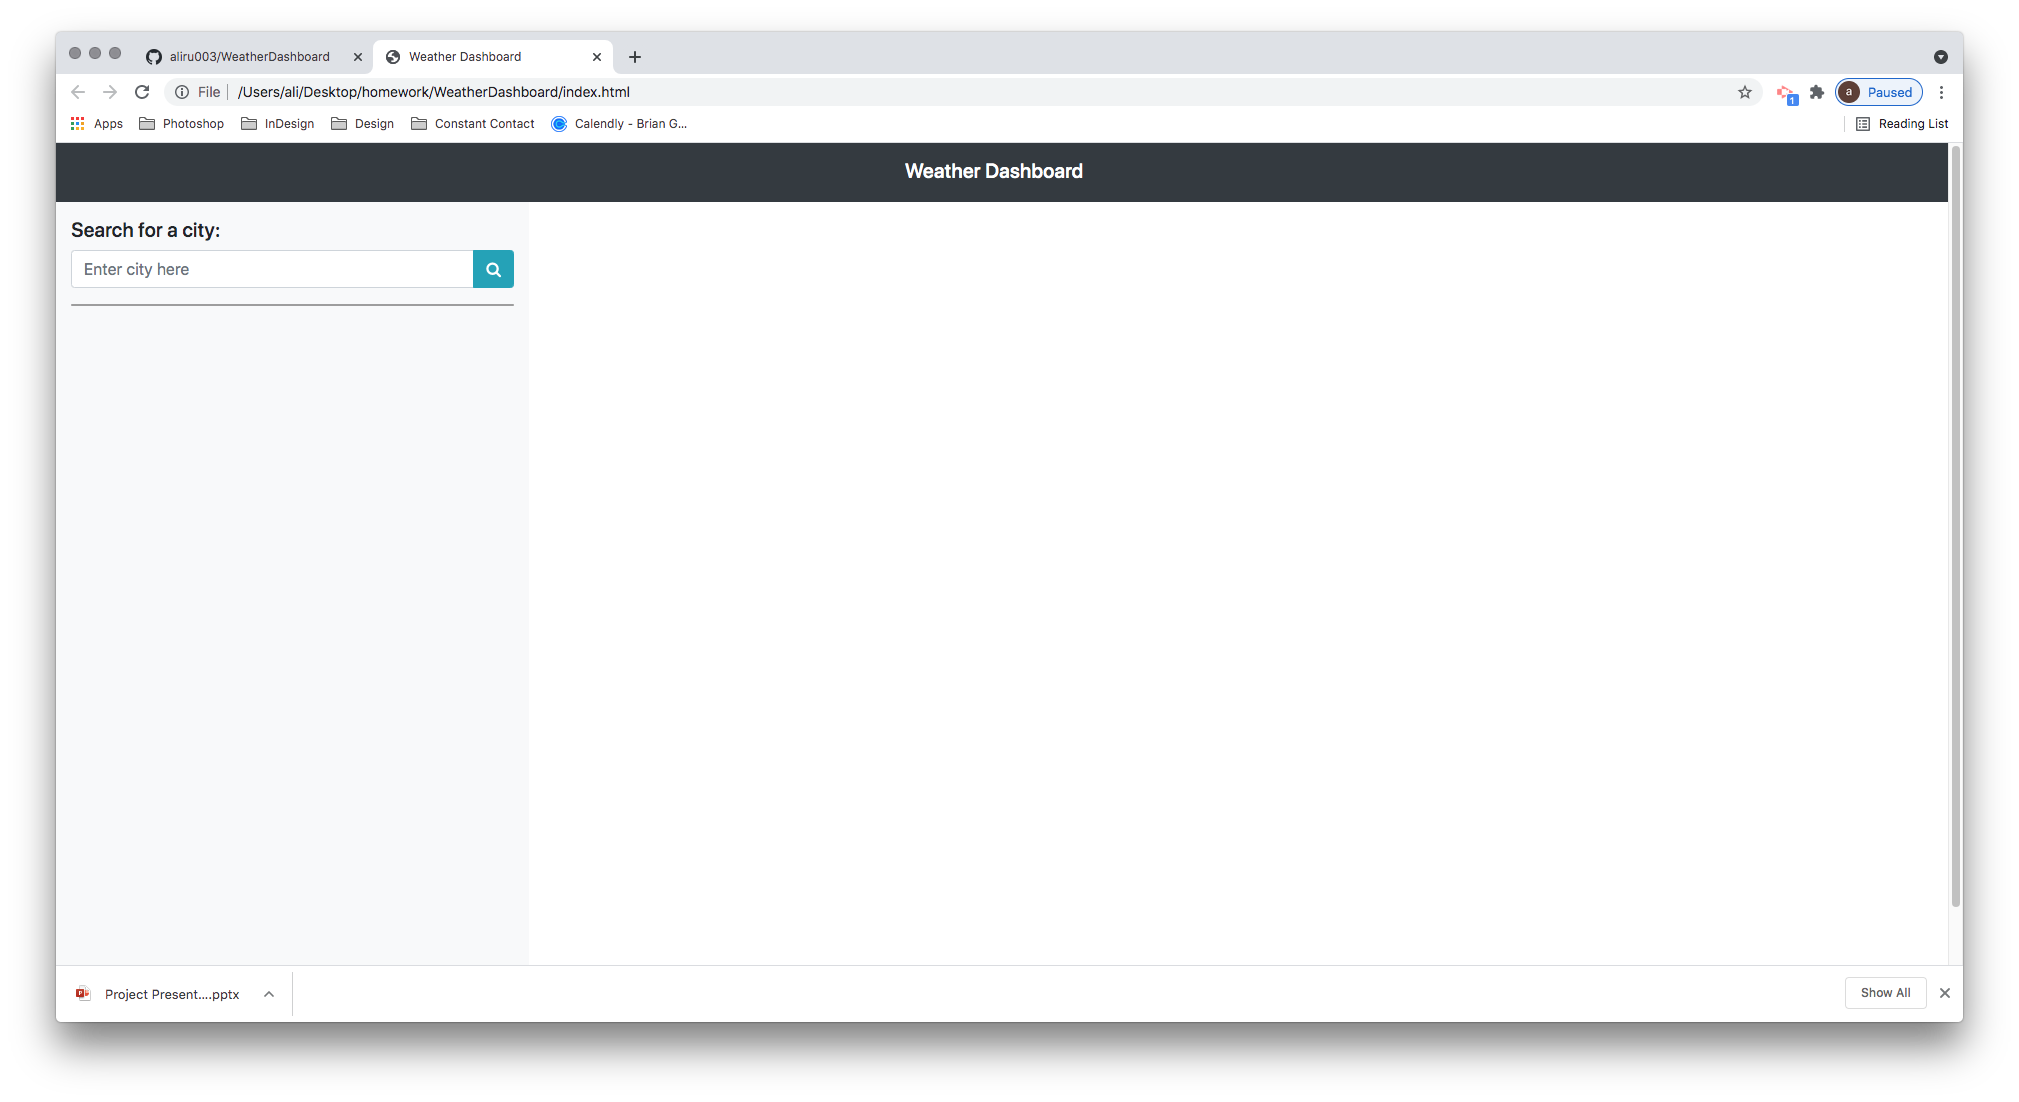 aliru003/WeatherDashboard
Weather Dashboard
File
/Users/ali/Desktop/homework/WeatherDashboard/index.html
1
a
Paused
Apps
Photoshop
InDesign
Design
Constant Contact
Calendly - Brian G...
Reading List
Weather Dashboard
Search for a city:
Enter city here
Project Present....pptx
Show All